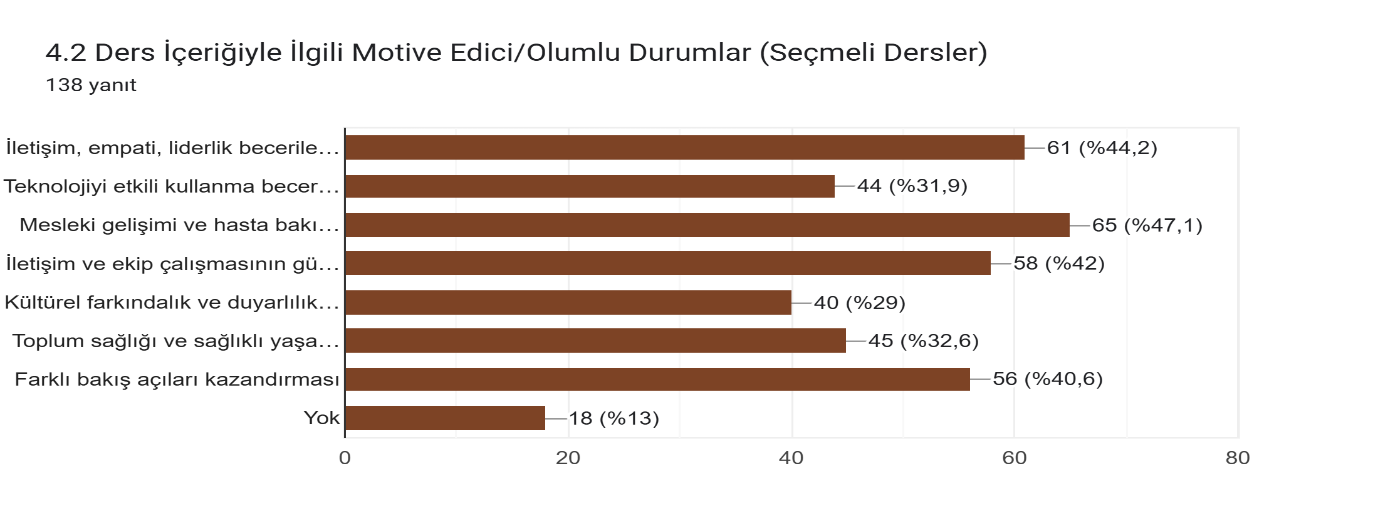 4.2 Ders İçeriğiyle İlgili Motive Edici/Olumlu Durumlar (Seçmeli Dersler)
138 yanıt
İletişim, empati, liderlik becerile… 61 (%44,2)
Teknolojiyi etkili kullanma becer… 44 (%31,9)
Mesleki gelişimi ve hasta bakı… 65 (%47,1)
İletişim ve ekip çalışmasının gü… 58 (%42)
Kültürel farkındalık ve duyarlılık… 40 (%29)
Toplum sağlığı ve sağlıklı yaşa… 45 (%32,6)
Farklı bakış açıları kazandırması 56 (%40,6)
Yok 18 (%13)
0 20 40 60 80